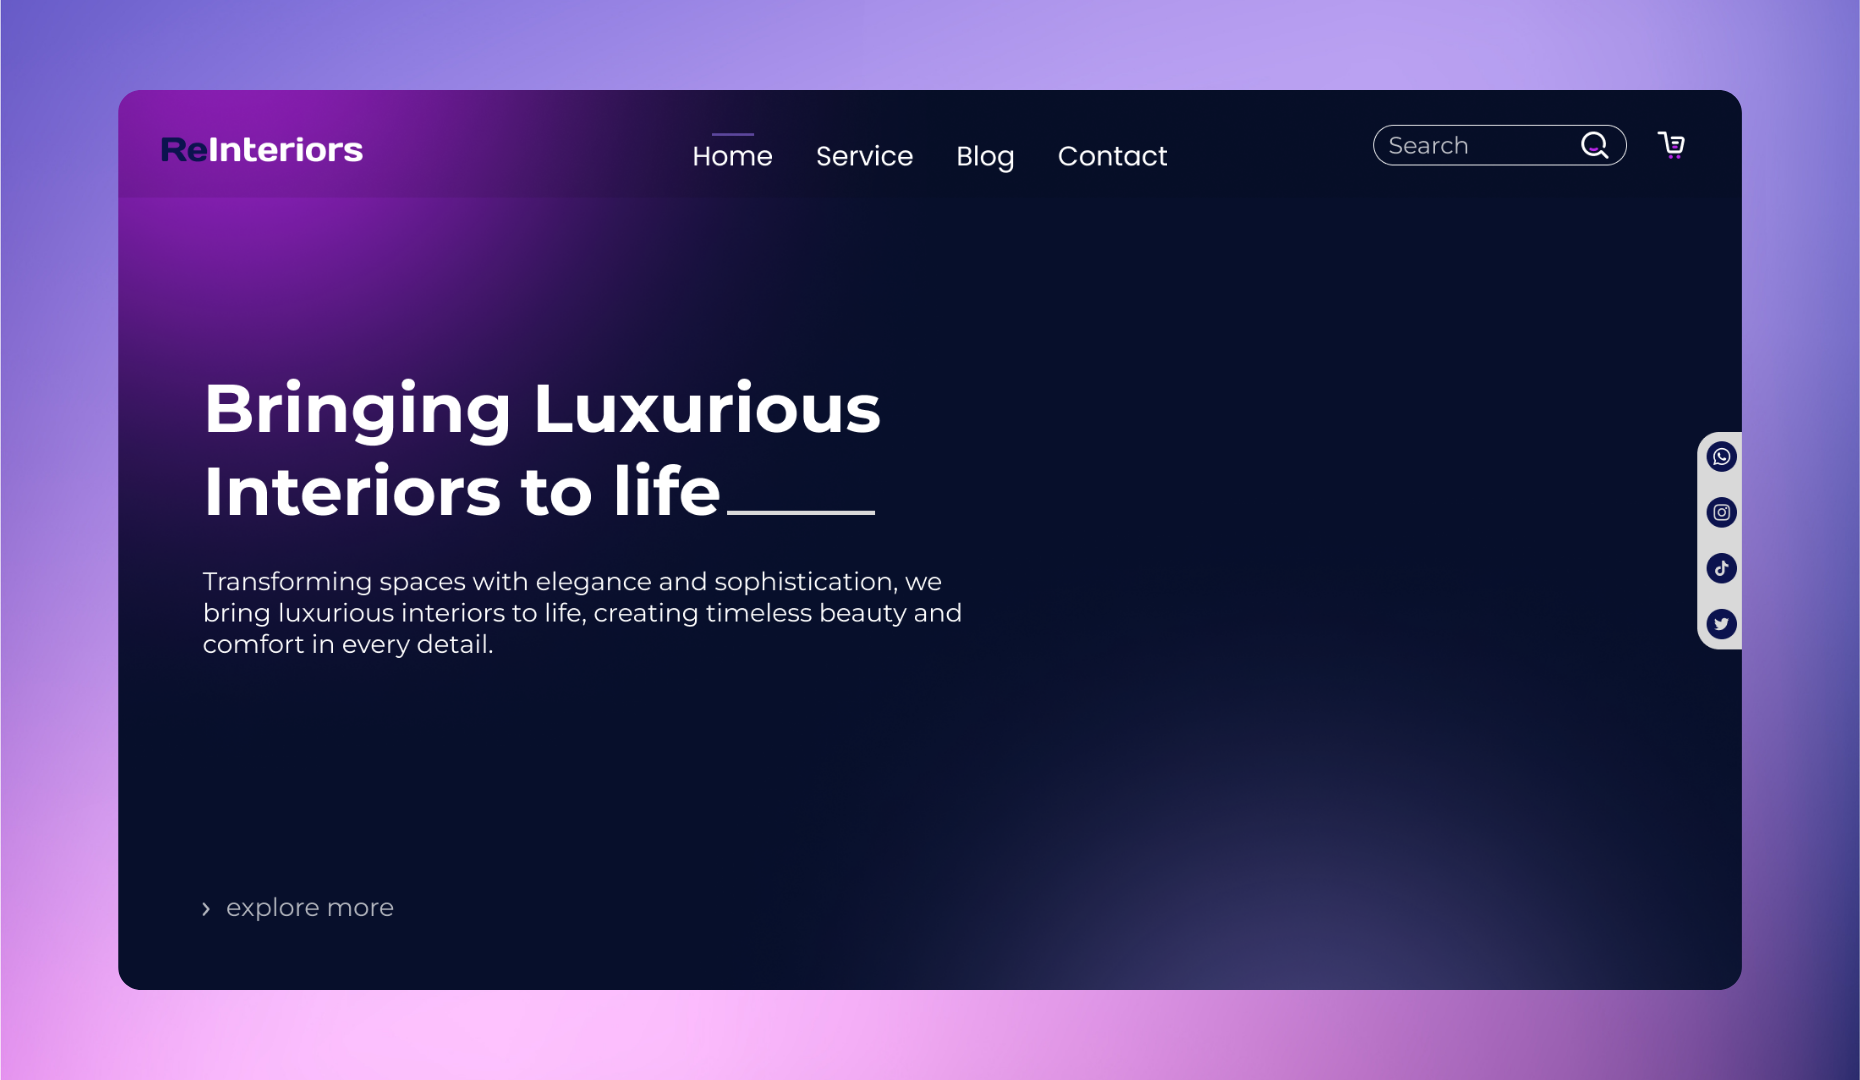 ReInteriors
Home Service Blog Contact
Search
Bringing Luxurious
Interiors to life
Transforming spaces with elegance and sophistication, we
bring luxurious interiors to life, creating timeless beauty and
comfort in every detail.
explore more